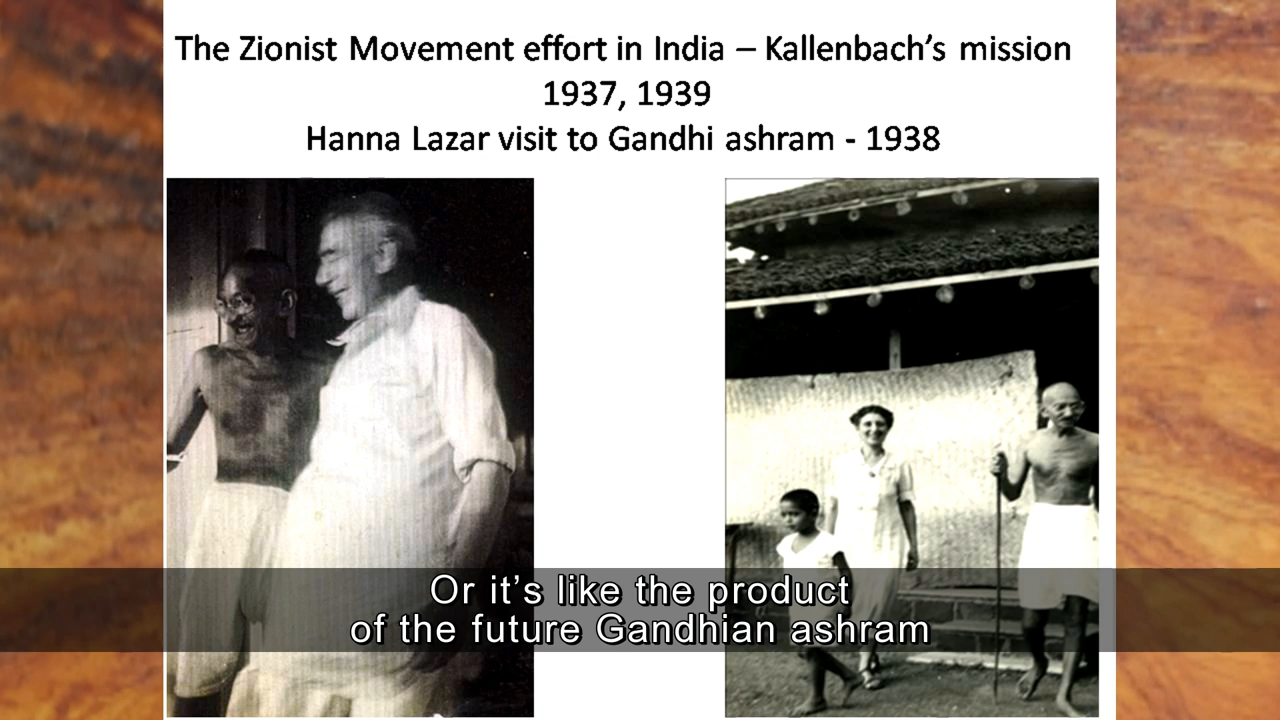 The Zionist Movement effort in India – Kallenbach’s mission
1937, 1939
Hanna Lazar visit to Gandhi ashram - 1938
Or it’s like the product
of the future Gandhian ashram